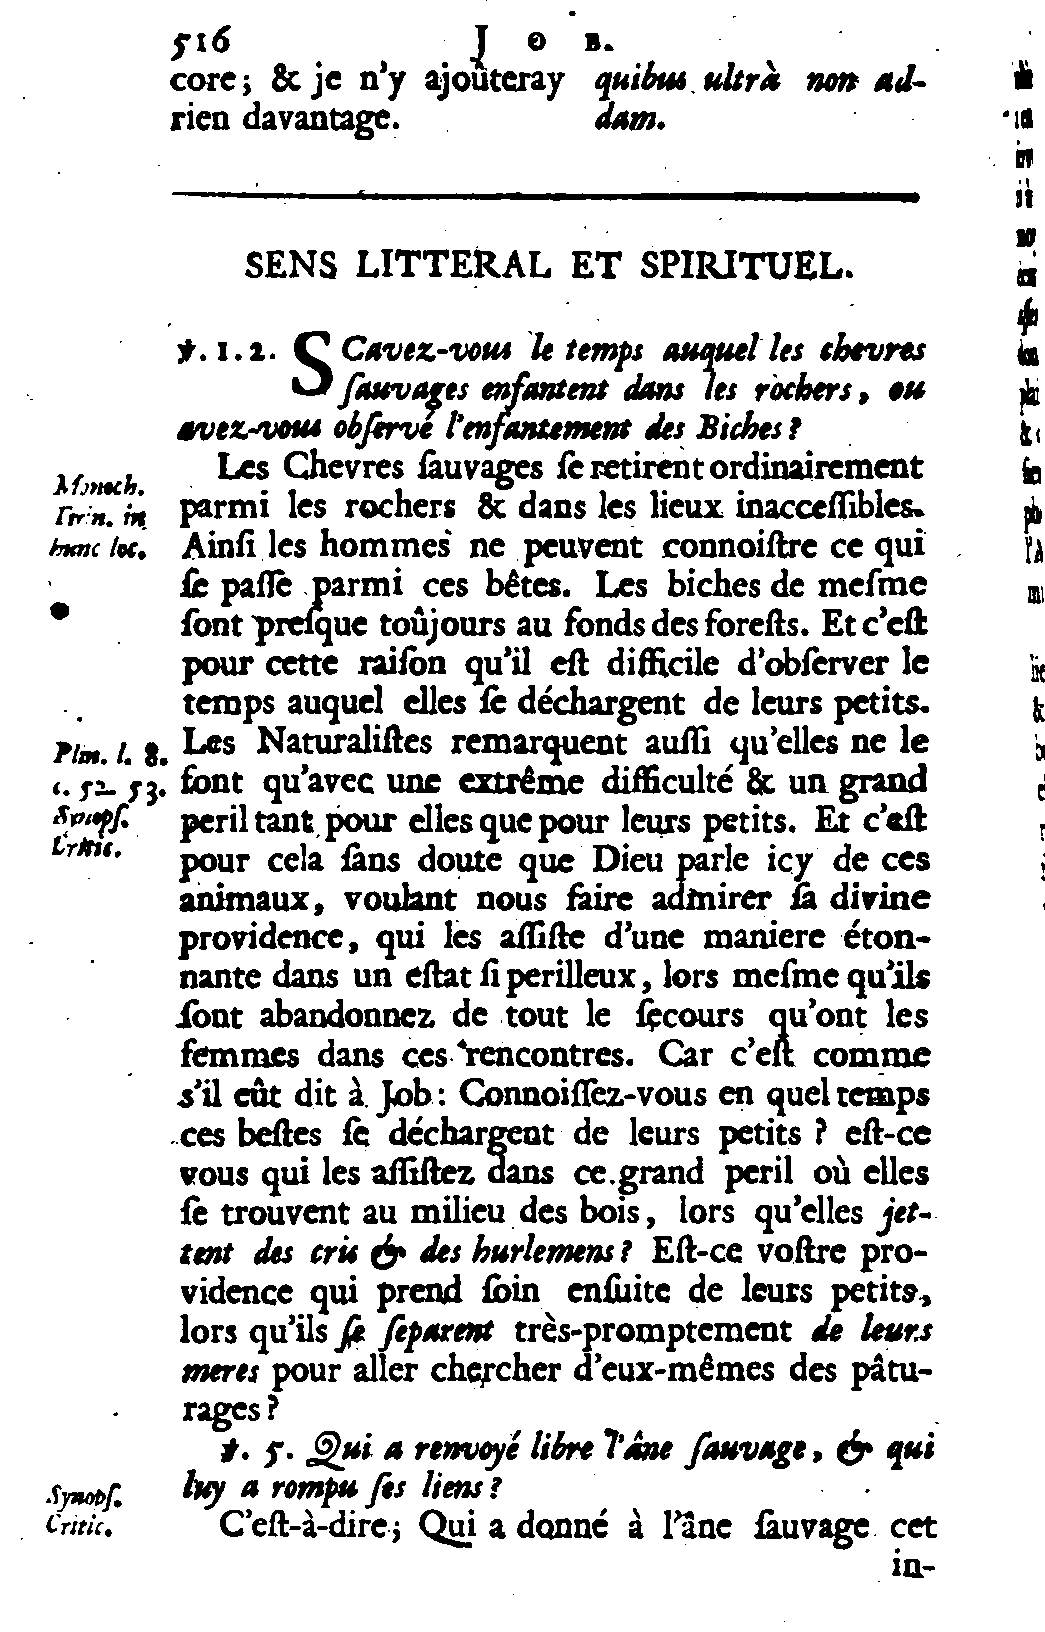 516 JOB.
core; & je n'y ajoûteray
rien davantage.
quibus ultrà non ad-
dam.
SENS LITTERAL ET SPIRITUEL.
℣. 1. 2. SCavez-vous le temps auquel les chevres
ſauvages enfantent dans les rochers, ou
avez-vous obſervé l'enfantement des Biches?
Les Chevres ſauvages ſe retirent ordinairement
parmi les rochers & dans les lieux inacceſſibles.
Ainſi les hommes ne peuvent connoiſtre ce qui
ſe paſſe parmi ces bêtes. Les biches de meſme
ſont preſque toûjours au fonds des foreſts. Et c'eſt
pour cette raiſon qu'il eſt difficile d'obſerver le
temps auquel elles ſe déchargent de leurs petits.
Les Naturaliſtes remarquent auſſi qu'elles ne le
font qu'avec une extrême difficulté & un grand
peril tant pour elles que pour leurs petits. Et c'eſt
pour cela ſans doute que Dieu parle icy de ces
animaux, voulant nous faire admirer ſa divine
providence, qui les aſſiſte d'une maniere éton-
nante dans un eſtat ſi perilleux, lors meſme qu'ils
ſont abandonnez de tout le ſecours qu'ont les
femmes dans ces rencontres. Car c'eſt comme
s'il eût dit à Job: Connoiſſez-vous en quel temps
ces beſtes ſe déchargent de leurs petits? eſt-ce
vous qui les aſſiſtez dans ce grand peril où elles
ſe trouvent au milieu des bois, lors qu'elles jet-
tent des cris & des hurlemens? Eſt-ce voſtre pro-
vidence qui prend ſoin enſuite de leurs petits,
lors qu'ils ſe ſeparent très-promptement de leurs
meres pour aller chercher d'eux-mêmes des pâtu-
rages?
℣. 5. Qui a renvoyé libre l'âne ſauvage, & qui
luy a rompu ſes liens?
C'eſt-à-dire; Qui a donné à l'âne ſauvage cet
in-
Menoch.
Tirin. in
hunc loc.
Plin. l. 8.
c. 52. 53.
Synopſ.
Critic.
Synopſ.
Critic.